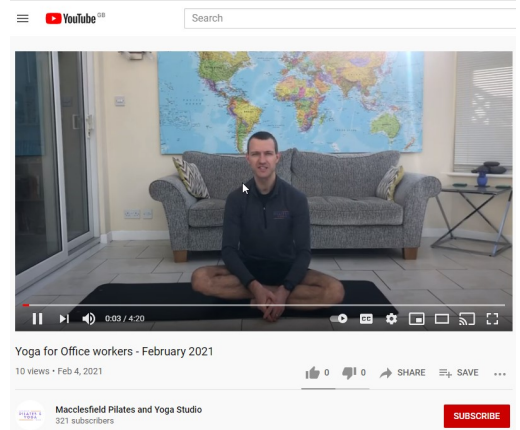 YouTube GB
Search
0:03 / 4:20
CC
Yoga for Office workers - February 2021
10 views • Feb 4, 2021
0
0
SHARE
SAVE
Macclesfield Pilates and Yoga Studio
321 subscribers
SUBSCRIBE